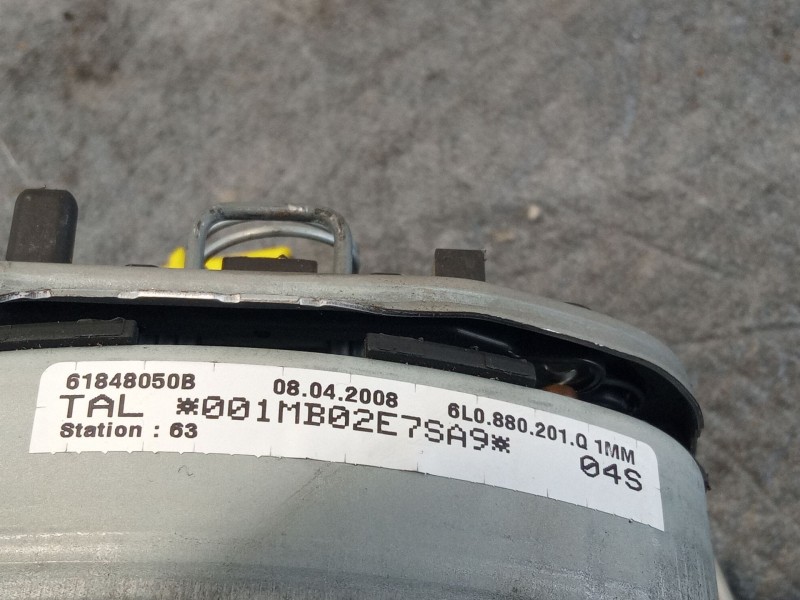 61848050B 08.04.2008 6L0.880.201.Q 1MM
TAL *001MB02E7SA9* 04S
Station : 63